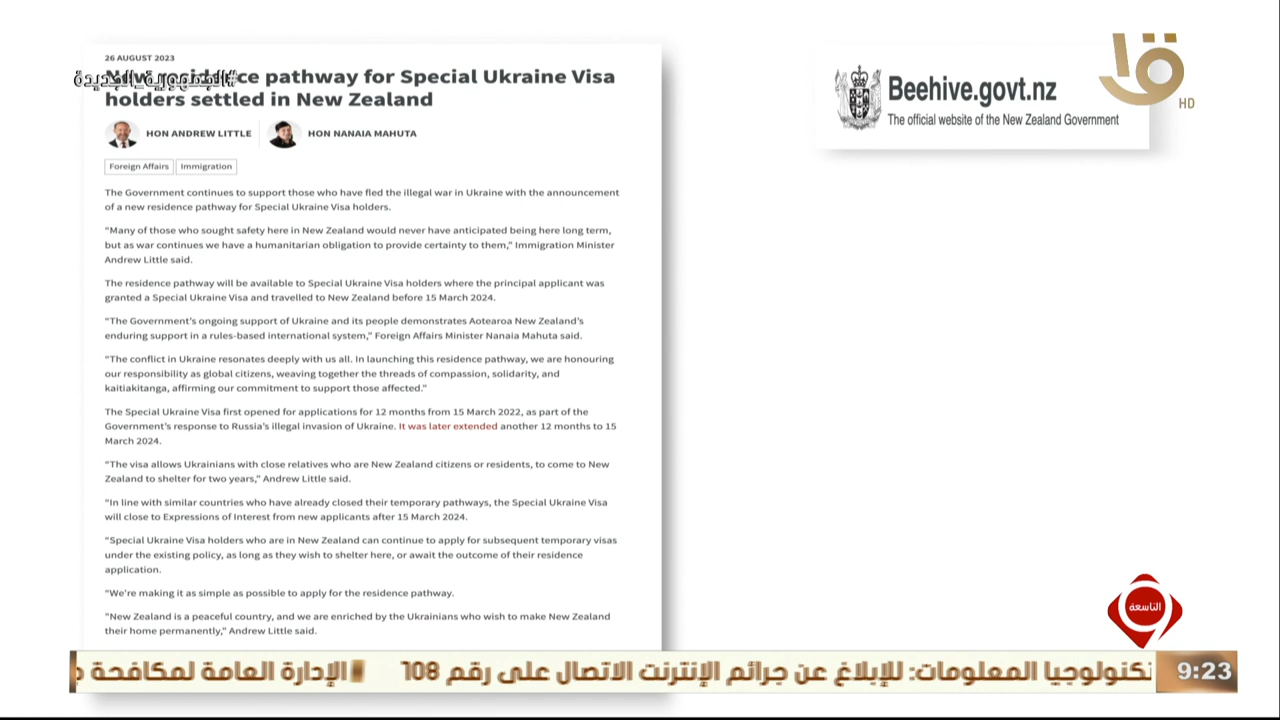 26 AUGUST 2023
#الجمهورية_الجديدة
New residence pathway for Special Ukraine Visa
holders settled in New Zealand
HON ANDREW LITTLE
HON NANAIA MAHUTA
Foreign Affairs
Immigration
The Government continues to support those who have fled the illegal war in Ukraine with the announcement
of a new residence pathway for Special Ukraine Visa holders.
"Many of those who sought safety here in New Zealand would never have anticipated being here long term,
but as war continues we have a humanitarian obligation to provide certainty to them," Immigration Minister
Andrew Little said.
The residence pathway will be available to Special Ukraine Visa holders where the principal applicant was
granted a Special Ukraine Visa and travelled to New Zealand before 15 March 2024.
"The Government's ongoing support of Ukraine and its people demonstrates Aotearoa New Zealand's
enduring support in a rules-based international system," Foreign Affairs Minister Nanaia Mahuta said.
"The conflict in Ukraine resonates deeply with us all. In launching this residence pathway, we are honouring
our responsibility as global citizens, weaving together the threads of compassion, solidarity, and
kaitiakitanga, affirming our commitment to support those affected."
The Special Ukraine Visa first opened for applications for 12 months from 15 March 2022, as part of the
Government's response to Russia's illegal invasion of Ukraine. It was later extended another 12 months to 15
March 2024.
"The visa allows Ukrainians with close relatives who are New Zealand citizens or residents, to come to New
Zealand to shelter for two years," Andrew Little said.
"In line with similar countries who have already closed their temporary pathways, the Special Ukraine Visa
will close to Expressions of Interest from new applicants after 15 March 2024.
"Special Ukraine Visa holders who are in New Zealand can continue to apply for subsequent temporary visas
under the existing policy, as long as they wish to shelter here, or await the outcome of their residence
application.
"We're making it as simple as possible to apply for the residence pathway.
"New Zealand is a peaceful country, and we are enriched by the Ukrainians who wish to make New Zealand
their home permanently," Andrew Little said.
Beehive.govt.nz
The official website of the New Zealand Government
HD
التاسعة
تكنولوجيا المعلومات: للإبلاغ عن جرائم الإنترنت الاتصال على رقم 108
الإدارة العامة لمكافحة
9:23